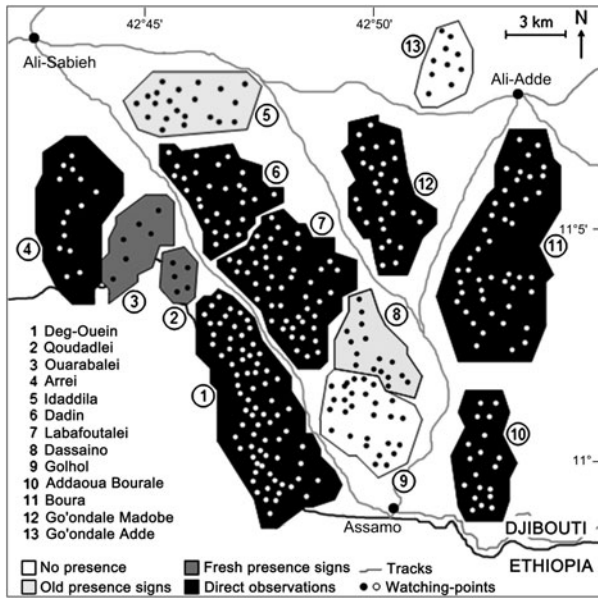 42°45' 42°50' 3 km N
Ali-Sabieh
13
Ali-Adde
5
6
12
7
11°5'
11
4
3
2
8
1 Deg-Ouein
2 Qoudadlei
3 Ouarabalei
4 Arrei
5 Idaddila
6 Dadin
7 Labafoutalei
8 Dassaino
9 Golhol
10 Addaoua Bourale
11 Boura
12 Go'ondale Madobe
13 Go'ondale Adde
1
10
11°
9
Assamo
DJIBOUTI
ETHIOPIA
No presence Fresh presence signs Tracks
Old presence signs Direct observations Watching-points